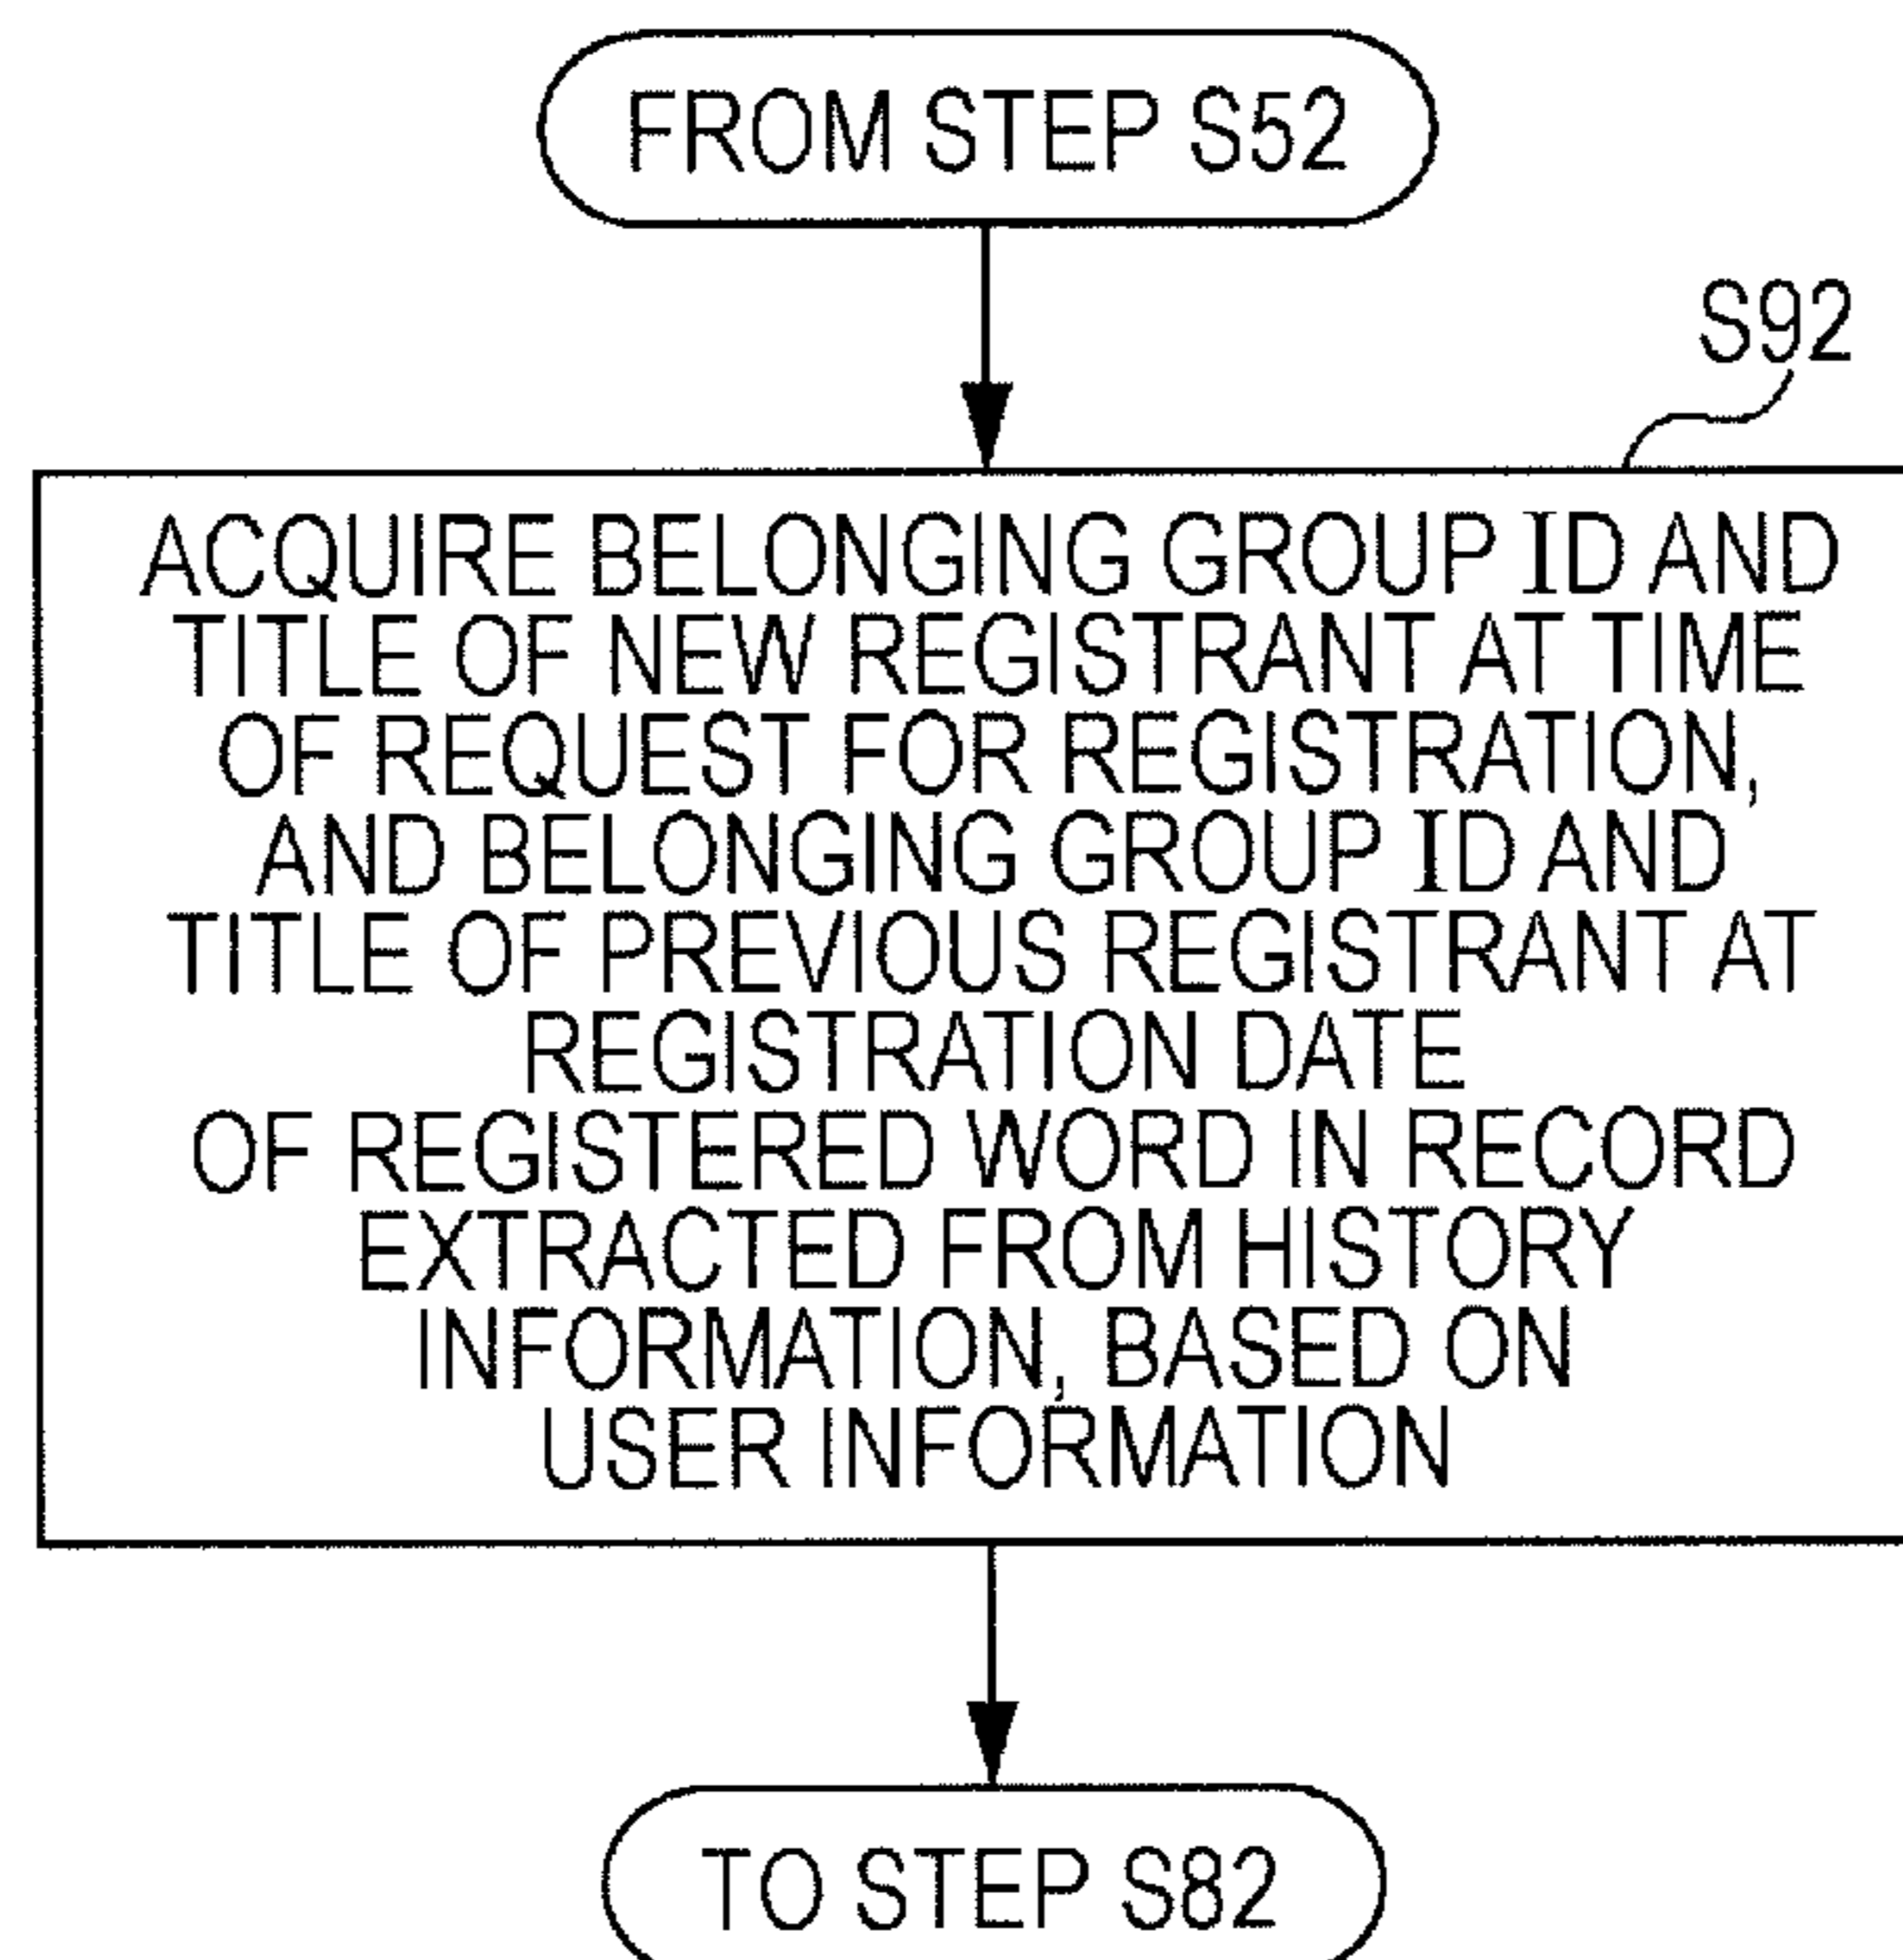 FROM STEP S52
S92
ACQUIRE BELONGING GROUP ID AND
TITLE OF NEW REGISTRANT AT TIME
OF REQUEST FOR REGISTRATION,
AND BELONGING GROUP ID AND
TITLE OF PREVIOUS REGISTRANT AT
REGISTRATION DATE
OF REGISTERED WORD IN RECORD
EXTRACTED FROM HISTORY
INFORMATION, BASED ON
USER INFORMATION
TO STEP S82